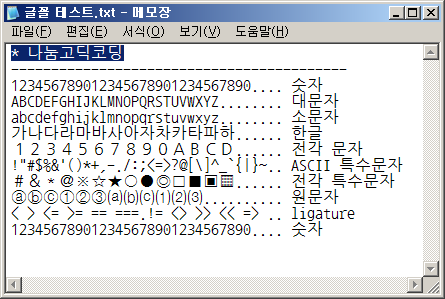 글꼴 테스트.txt - 메모장
파일(F) 편집(E) 서식(O) 보기(V) 도움말(H)
* 나눔고딕코딩
------------------------------------------
123456789012345678901234567890.... 숫자
ABCDEFGHIJKLMNOPQRSTUVWXYZ........ 대문자
abcdefghijklmnopqrstuvwxyz........ 소문자
가나다라마바사아자차카타파하...... 한글
１２３４５６７８９０ＡＢＣＤ...... 전각 문자
!"#$%&'()*+,-./:;<=>?@[\]^_`{|}~.. ASCII 특수문자
＃＆＊＠※☆★○●◎□■▣▦...... 전각 특수문자
ⓐⓑⓒ①②③⒜⒝⒞⑴⑵⑶.......... 원문자
< > <= >= == ===.!= <> >> << => .. ligature
123456789012345678901234567890.... 숫자